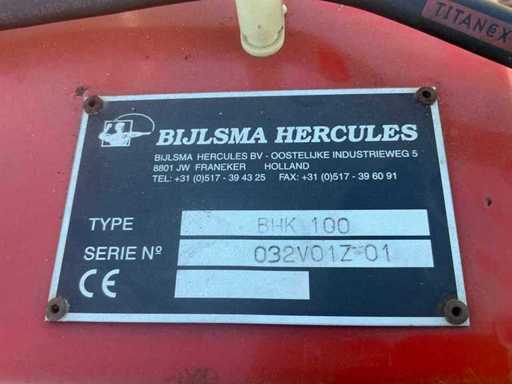 TITANEX
BIJLSMA HERCULES
BIJLSMA HERCULES BV - OOSTELIJKE INDUSTRIEWEG 5
8801 JW FRANEKER HOLLAND
TEL: +31 (0)517 - 39 43 25 FAX: +31 (0)517 - 39 60 91
TYPE BHK 100
SERIE Nº 032V01Z-01
CE